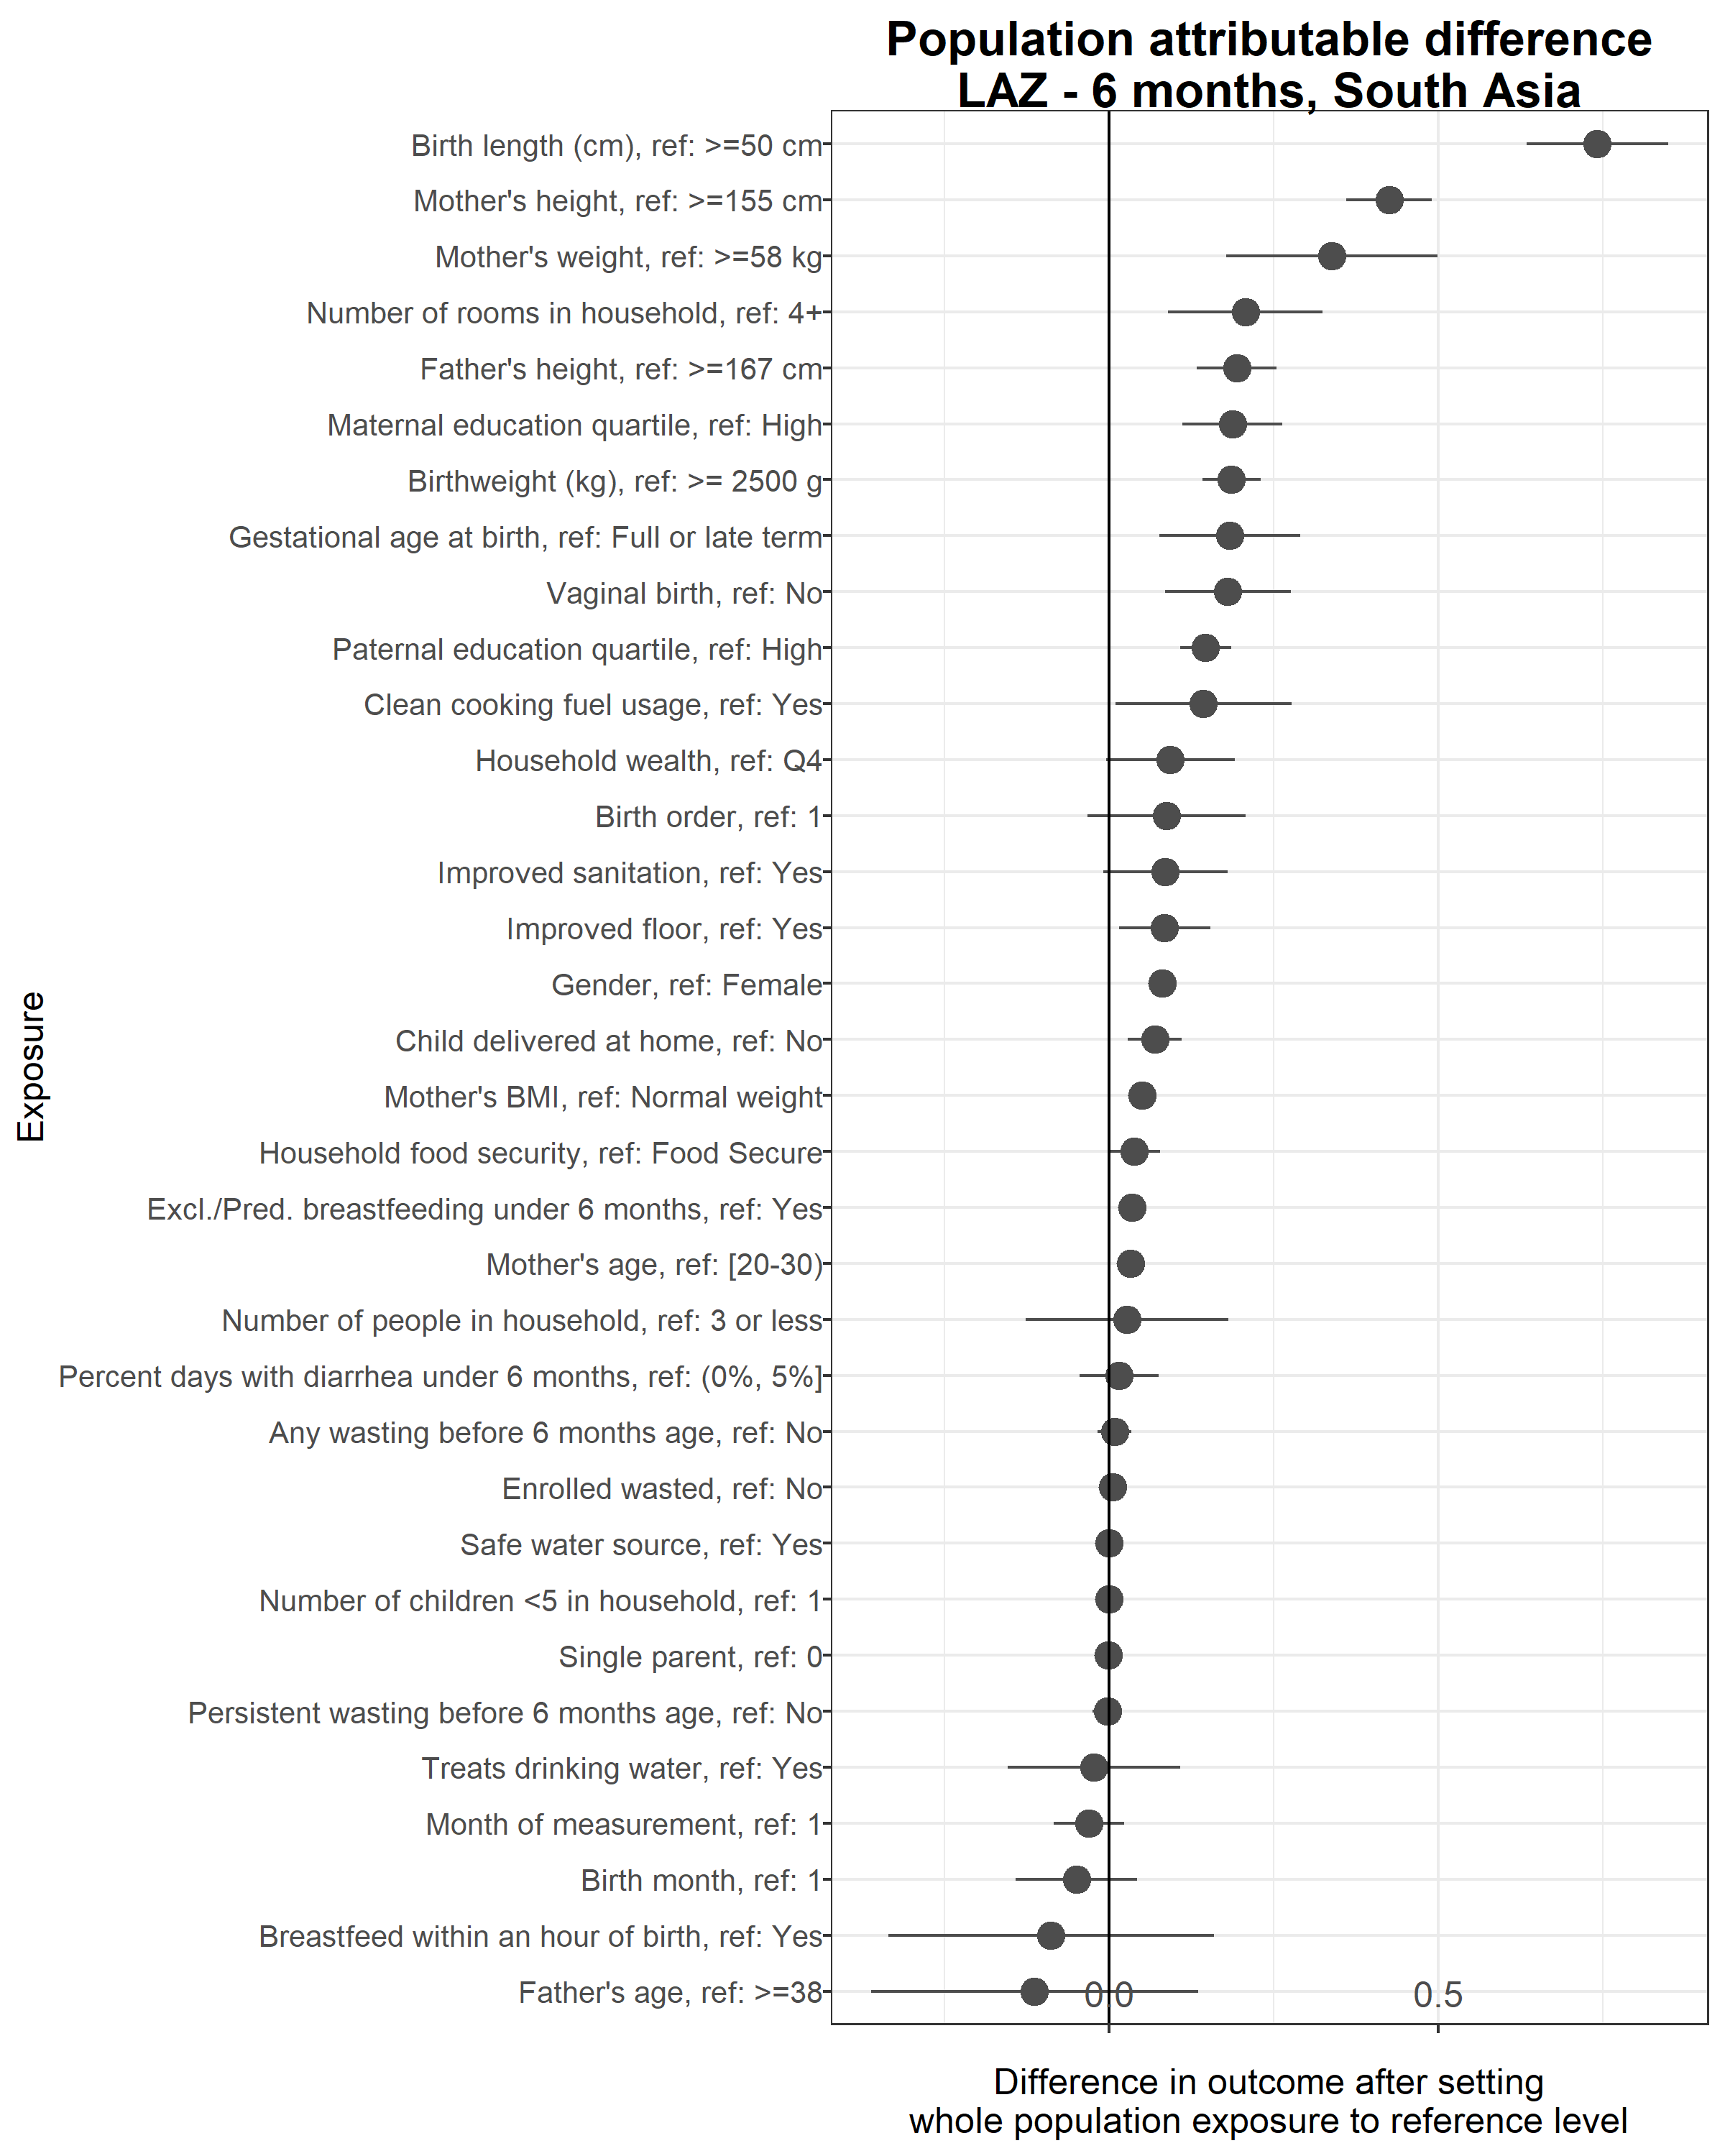 Population attributable difference
LAZ - 6 months, South Asia
Birth length (cm), ref: >=50 cm
Mother's height, ref: >=155 cm
Mother's weight, ref: >=58 kg
Number of rooms in household, ref: 4+
Father's height, ref: >=167 cm
Maternal education quartile, ref: High
Birthweight (kg), ref: >= 2500 g
Gestational age at birth, ref: Full or late term
Vaginal birth, ref: No
Paternal education quartile, ref: High
Clean cooking fuel usage, ref: Yes
Household wealth, ref: Q4
Birth order, ref: 1
Improved sanitation, ref: Yes
Improved floor, ref: Yes
Gender, ref: Female
Child delivered at home, ref: No
Mother's BMI, ref: Normal weight
Household food security, ref: Food Secure
Excl./Pred. breastfeeding under 6 months, ref: Yes
Mother's age, ref: [20-30)
Number of people in household, ref: 3 or less
Percent days with diarrhea under 6 months, ref: (0%, 5%]
Any wasting before 6 months age, ref: No
Enrolled wasted, ref: No
Safe water source, ref: Yes
Number of children <5 in household, ref: 1
Single parent, ref: 0
Persistent wasting before 6 months age, ref: No
Treats drinking water, ref: Yes
Month of measurement, ref: 1
Birth month, ref: 1
Breastfeed within an hour of birth, ref: Yes
Father's age, ref: >=38
Exposure
0.0
0.5
Difference in outcome after setting
whole population exposure to reference level